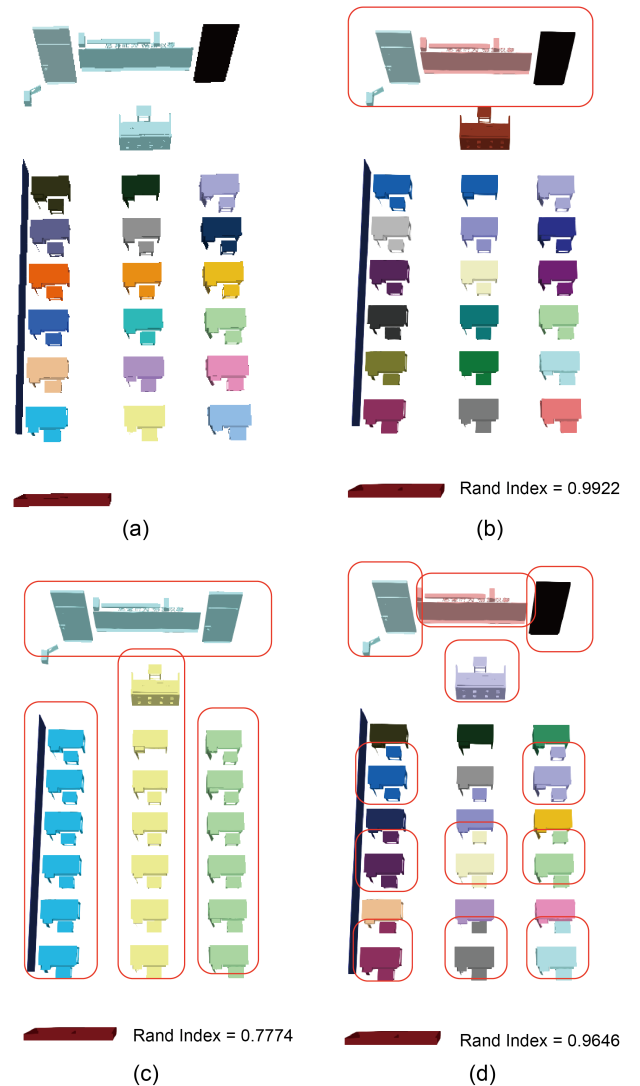 (a)
Rand Index = 0.9922
(b)
Rand Index = 0.7774
(c)
Rand Index = 0.9646
(d)